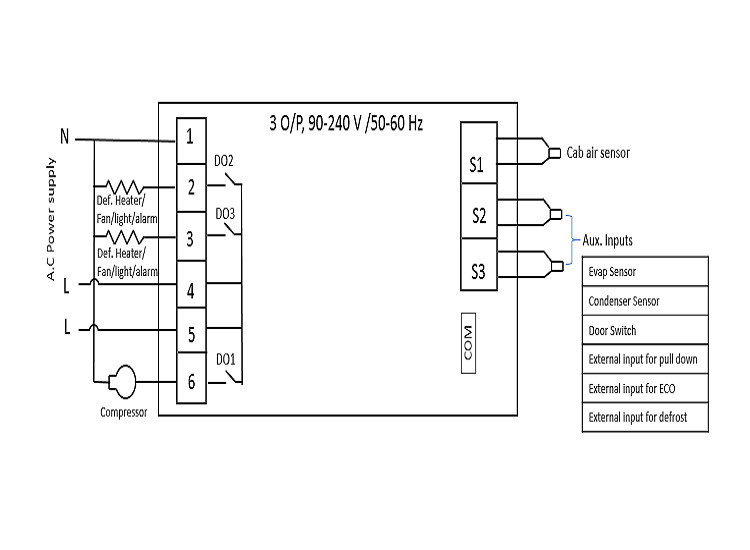 3 O/P, 90-240 V /50-60 Hz
N
A.C Power supply
1
DO2
2
Def. Heater/
Fan/light/alarm
DO3
3
Def. Heater/
Fan/light/alarm
L
4
L
5
DO1
6
Compressor
S1
Cab air sensor
S2
Aux. Inputs
S3
COM
Evap Sensor
Condenser Sensor
Door Switch
External input for pull down
External input for ECO
External input for defrost